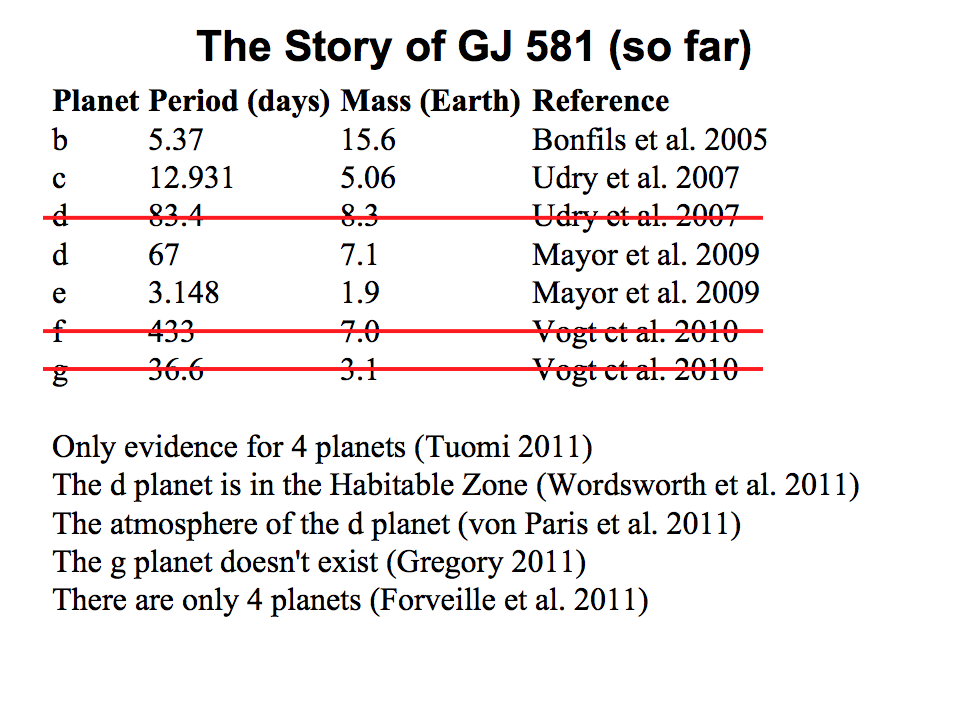 The Story of GJ 581 (so far)
Planet Period (days) Mass (Earth) Reference
b 5.37 15.6 Bonfils et al. 2005
c 12.931 5.06 Udry et al. 2007
d 83.4 8.3 Udry et al. 2007
d 67 7.1 Mayor et al. 2009
e 3.148 1.9 Mayor et al. 2009
f 433 7.0 Vogt et al. 2010
g 36.6 3.1 Vogt et al. 2010
Only evidence for 4 planets (Tuomi 2011)
The d planet is in the Habitable Zone (Wordsworth et al. 2011)
The atmosphere of the d planet (von Paris et al. 2011)
The g planet doesn't exist (Gregory 2011)
There are only 4 planets (Forveille et al. 2011)